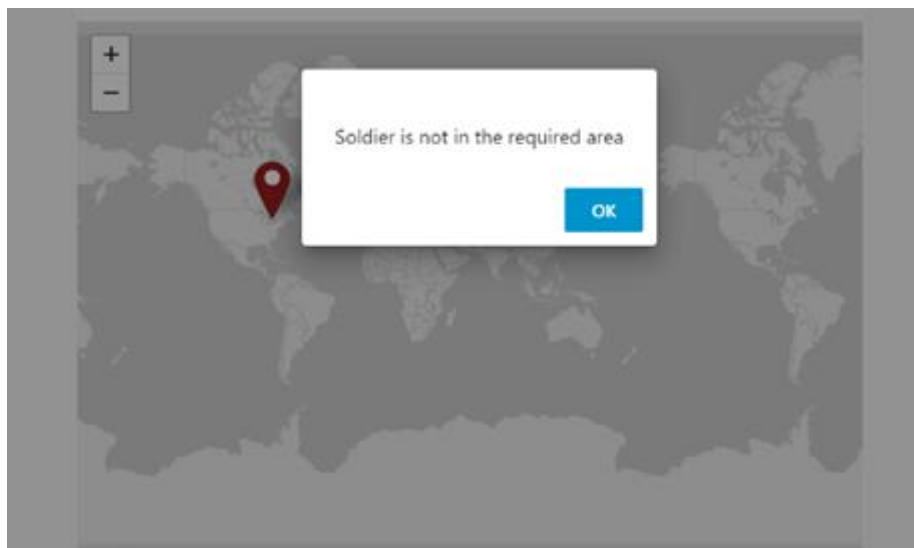 +
−
Soldier is not in the required area
OK